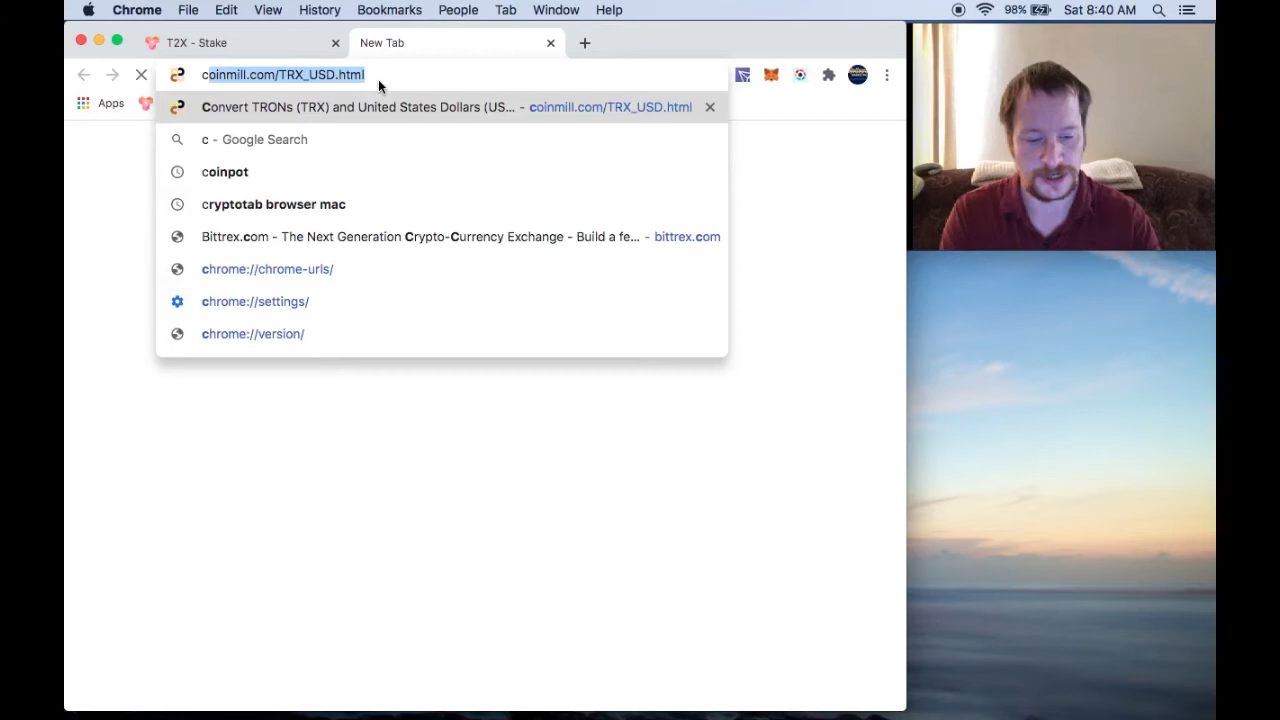 Chrome File Edit View History Bookmarks People Tab Window Help 98% Sat 8:40 AM
T2X - Stake New Tab
coinmill.com/TRX_USD.html
Apps
Convert TRONs (TRX) and United States Dollars (US... - coinmill.com/TRX_USD.html
c - Google Search
coinpot
cryptotab browser mac
Bittrex.com - The Next Generation Crypto-Currency Exchange - Build a fe... - bittrex.com
chrome://chrome-urls/
chrome://settings/
chrome://version/